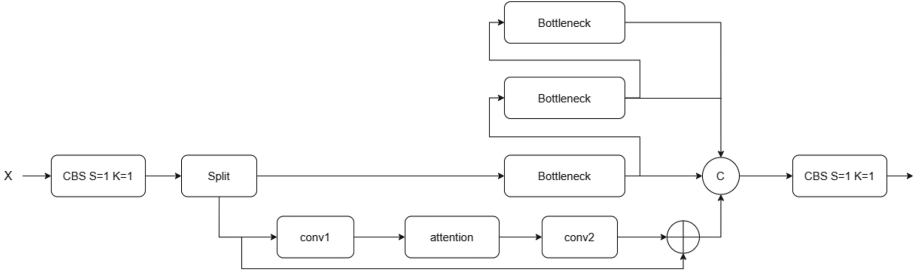 Bottleneck
Bottleneck
X
CBS S=1 K=1
Split
Bottleneck
C
CBS S=1 K=1
conv1
attention
conv2